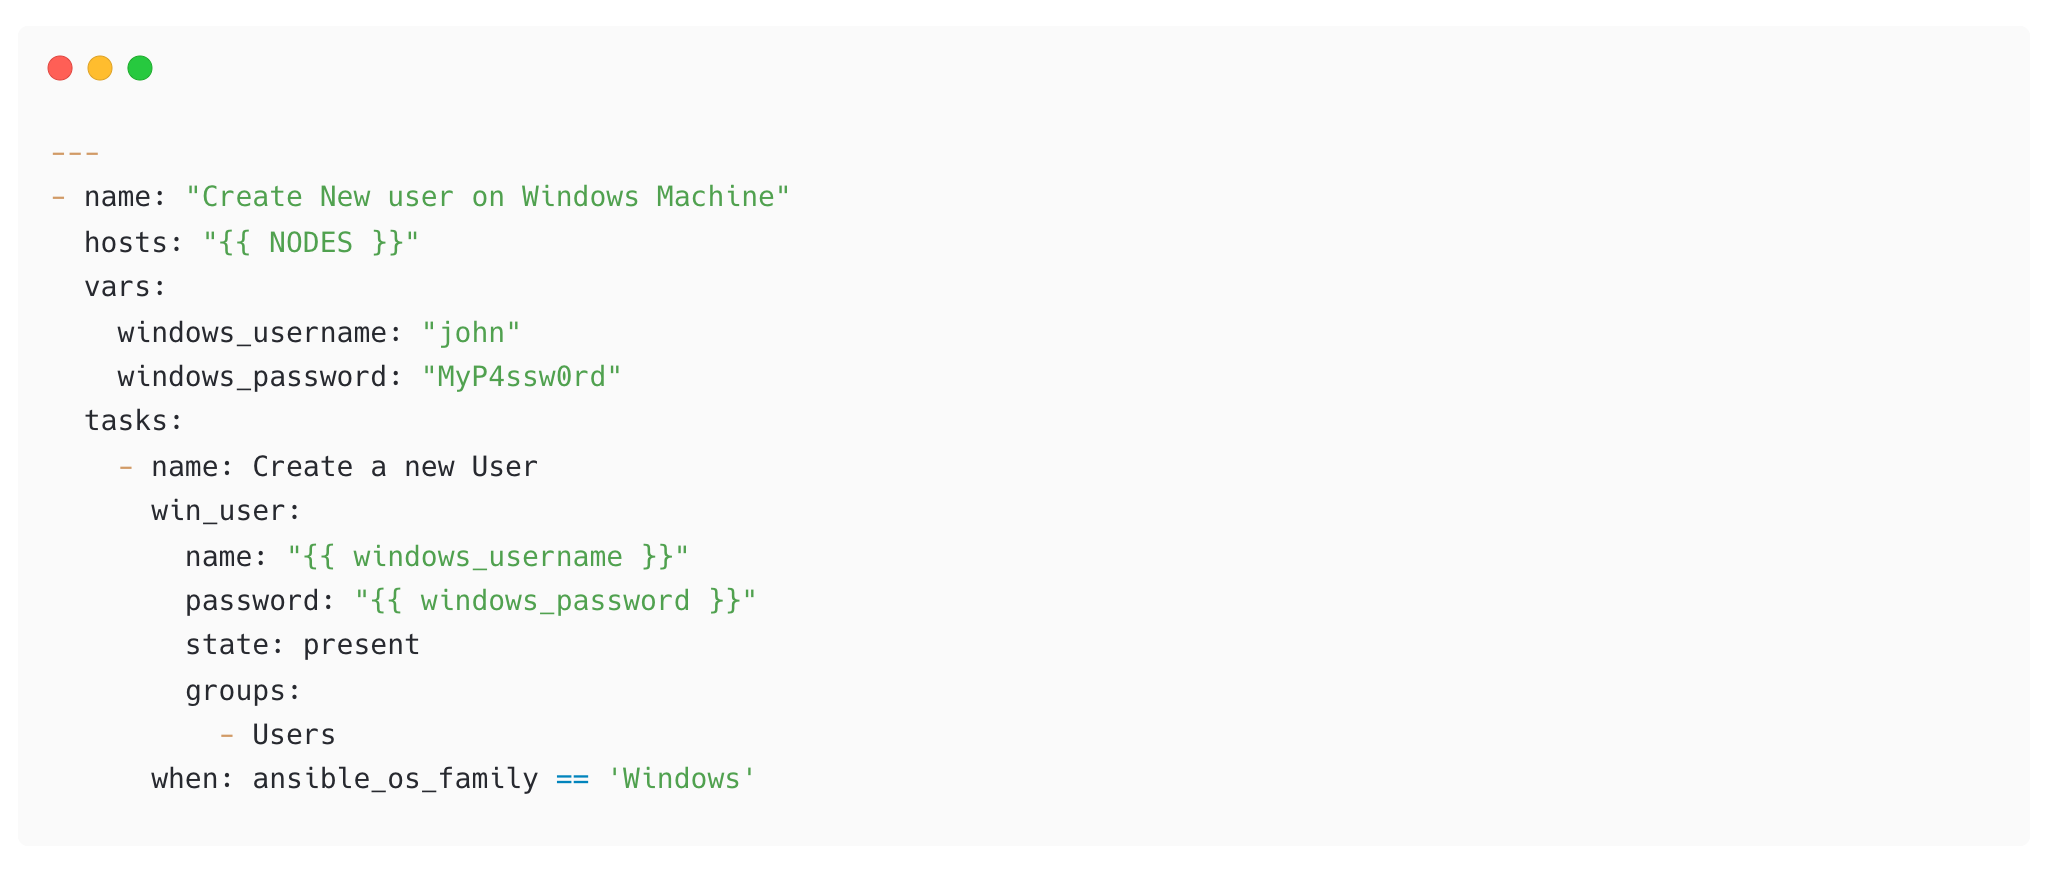 ---
- name: "Create New user on Windows Machine"
  hosts: "{{ NODES }}"
  vars:
    windows_username: "john"
    windows_password: "MyP4ssw0rd"
  tasks:
    - name: Create a new User
      win_user:
        name: "{{ windows_username }}"
        password: "{{ windows_password }}"
        state: present
        groups:
          - Users
      when: ansible_os_family == 'Windows'